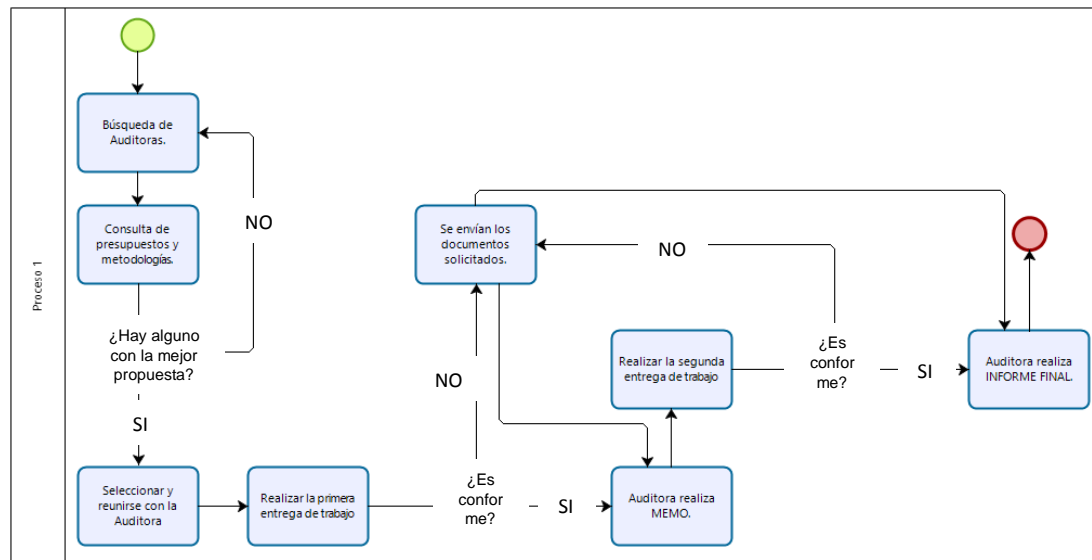 Proceso 1
Búsqueda de
Auditoras.
Consulta de
presupuestos y
metodologías.
NO
¿Hay alguno
con la mejor
propuesta?
SI
Seleccionar y
reunirse con la
Auditora
Realizar la primera
entrega de trabajo
¿Es
confor
me?
NO
SI
Se envían los
documentos
solicitados.
Auditora realiza
MEMO.
Realizar la segunda
entrega de trabajo
¿Es
confor
me?
NO
SI
Auditora realiza
INFORME FINAL.